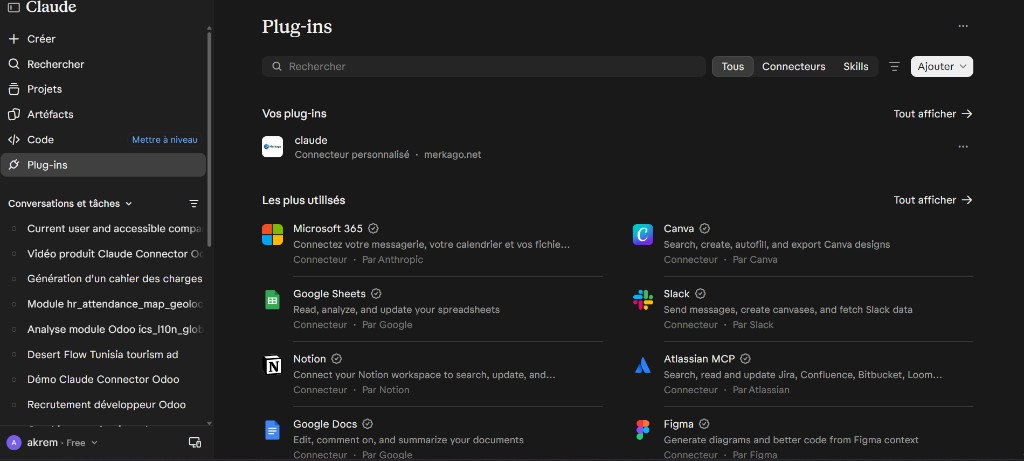 Claude
Créer
Rechercher
Projets
Artéfacts
Code Mettre à niveau
Plug-ins
Conversations et tâches
Current user and accessible compa
Vidéo produit Claude Connector Oc
Génération d'un cahier des charges
Module hr_attendance_map_geoloc
Analyse module Odoo ics_l10n_glob
Desert Flow Tunisia tourism ad
Démo Claude Connector Odoo
Recrutement développeur Odoo
A akrem · Free
Plug-ins
Rechercher
Tous Connecteurs Skills Ajouter
Vos plug-ins Tout afficher
claude
Connecteur personnalisé · merkago.net
Les plus utilisés Tout afficher
Microsoft 365
Connectez votre messagerie, votre calendrier et vos fichie...
Connecteur · Par Anthropic
Canva
Search, create, autofill, and export Canva designs
Connecteur · Par Canva
Google Sheets
Read, analyze, and update your spreadsheets
Connecteur · Par Google
Slack
Send messages, create canvases, and fetch Slack data
Connecteur · Par Slack
Notion
Connect your Notion workspace to search, update, and...
Connecteur · Par Notion
Atlassian MCP
Search, read and update Jira, Confluence, Bitbucket, Loom...
Connecteur · Par Atlassian
Google Docs
Edit, comment on, and summarize your documents
Connecteur · Par Google
Figma
Generate diagrams and better code from Figma context
Connecteur · Par Figma